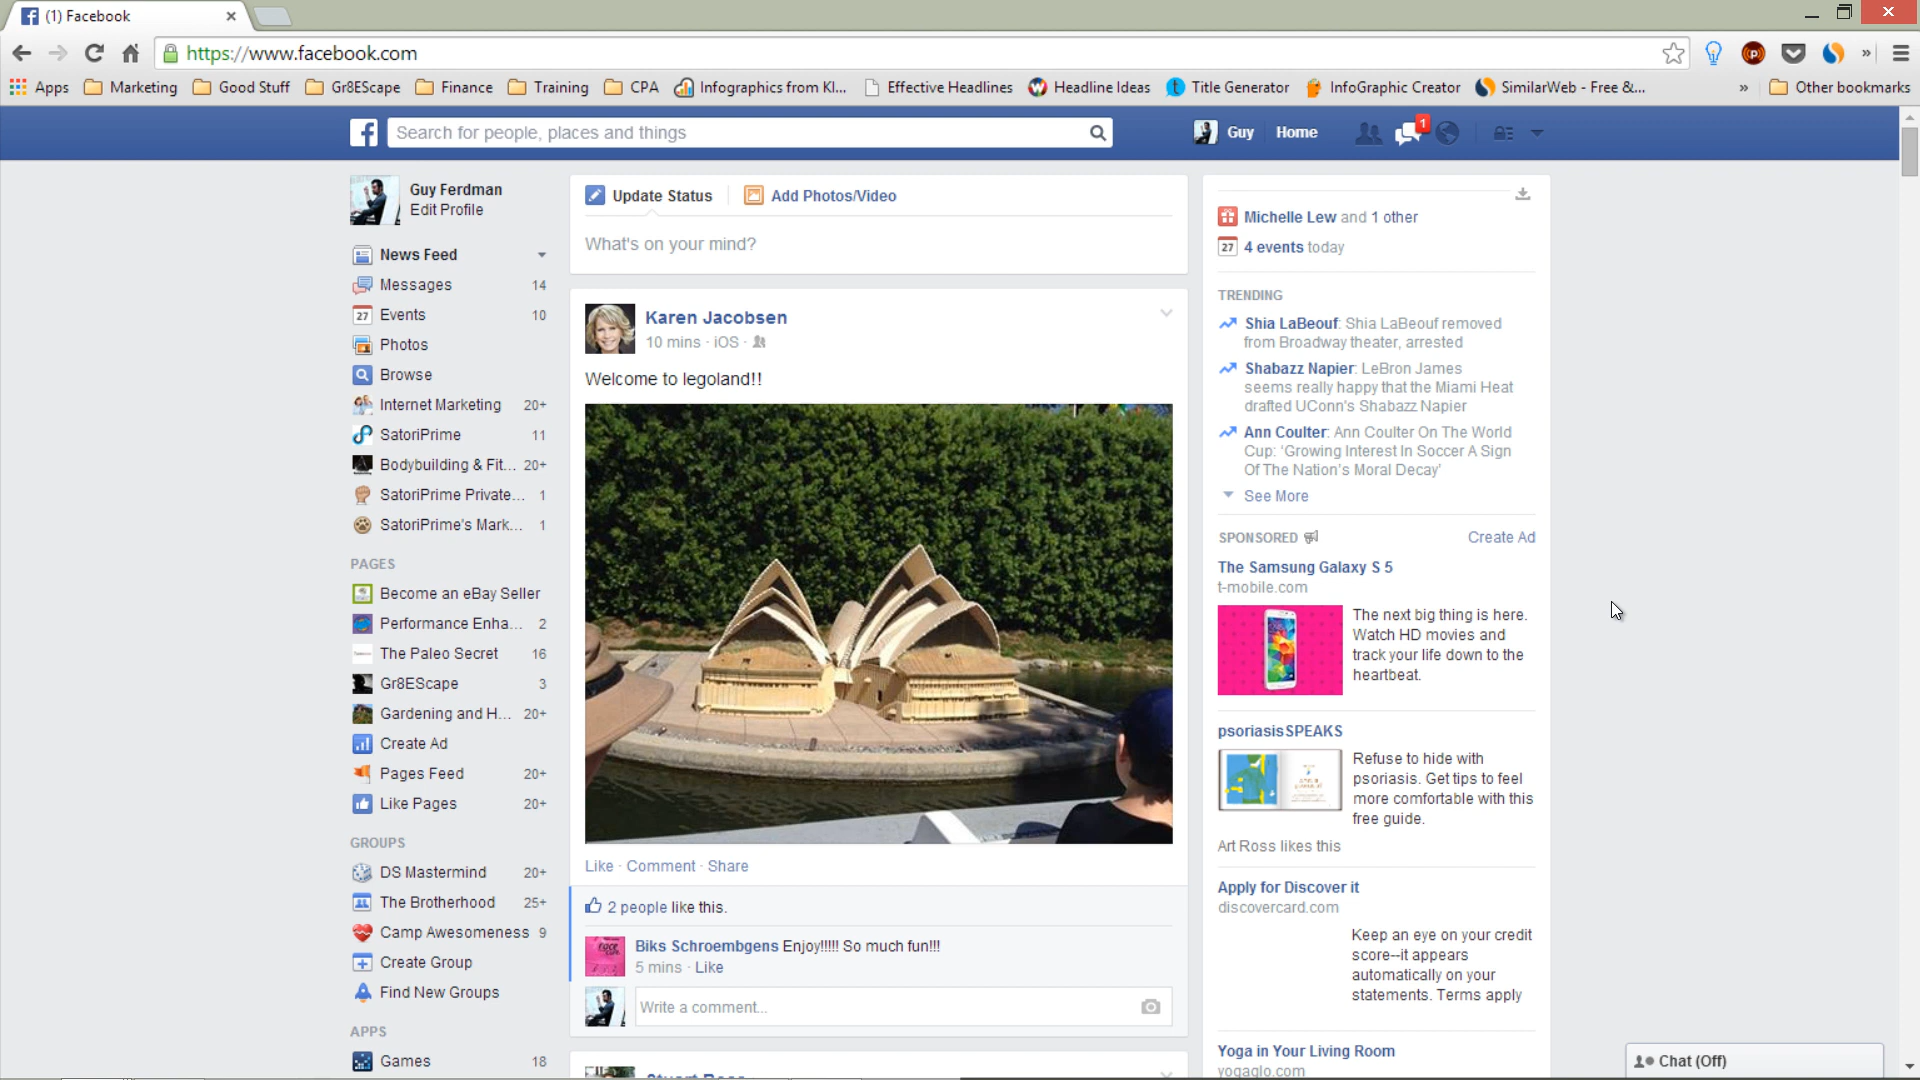 (1) Facebook
https://www.facebook.com
Apps Marketing Good Stuff Gr8EScape Finance Training CPA Infographics from Kl... Effective Headlines Headline Ideas Title Generator InfoGraphic Creator SimilarWeb - Free &... » Other bookmarks
Search for people, places and things
Guy Home 1
Guy Ferdman
Edit Profile
News Feed
Messages 14
Events 10
Photos
Browse
Internet Marketing 20+
SatoriPrime 11
Bodybuilding & Fit... 20+
SatoriPrime Private... 1
SatoriPrime's Mark... 1
PAGES
Become an eBay Seller
Performance Enha... 2
The Paleo Secret 16
Gr8EScape 3
Gardening and H... 20+
Create Ad
Pages Feed 20+
Like Pages 20+
GROUPS
DS Mastermind 20+
The Brotherhood 25+
Camp Awesomeness 9
Create Group
Find New Groups
APPS
Games 18
Update Status Add Photos/Video
What's on your mind?
Karen Jacobsen
10 mins · iOS ·
Welcome to legoland!!
Like · Comment · Share
2 people like this.
Biks Schroembgens Enjoy!!!!! So much fun!!!
5 mins · Like
Write a comment...
Michelle Lew and 1 other
27 4 events today
TRENDING
Shia LaBeouf: Shia LaBeouf removed
from Broadway theater, arrested
Shabazz Napier: LeBron James
seems really happy that the Miami Heat
drafted UConn's Shabazz Napier
Ann Coulter: Ann Coulter On The World
Cup: 'Growing Interest In Soccer A Sign
Of The Nation's Moral Decay'
See More
SPONSORED Create Ad
The Samsung Galaxy S 5
t-mobile.com
The next big thing is here.
Watch HD movies and
track your life down to the
heartbeat.
psoriasisSPEAKS
Refuse to hide with
psoriasis. Get tips to feel
more comfortable with this
free guide.
Art Ross likes this
Apply for Discover it
discovercard.com
Keep an eye on your credit
score--it appears
automatically on your
statements. Terms apply
Yoga in Your Living Room
yogaglo.com
Chat (Off)